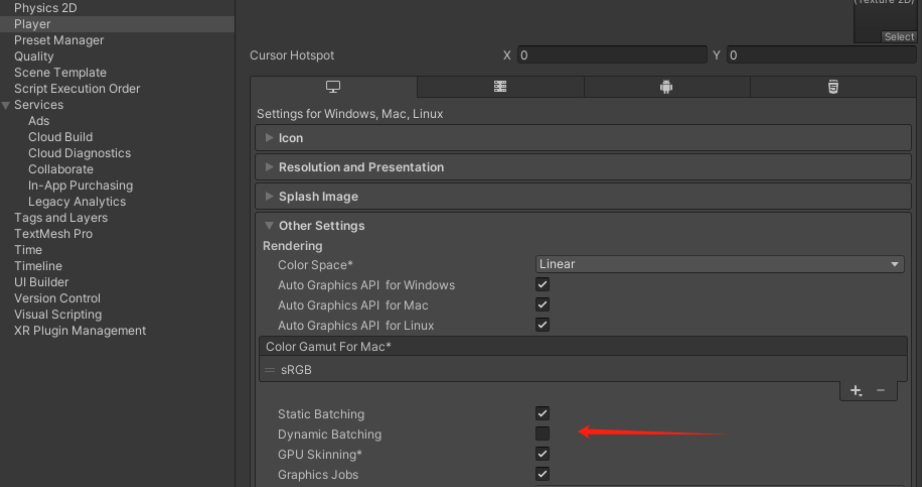 Physics 2D
Player
Preset Manager
Quality
Scene Template
Script Execution Order
Services
Ads
Cloud Build
Cloud Diagnostics
Collaborate
In-App Purchasing
Legacy Analytics
Tags and Layers
TextMesh Pro
Time
Timeline
UI Builder
Version Control
Visual Scripting
XR Plugin Management
(Texture 2D)
Select
Cursor Hotspot X 0 Y 0
Settings for Windows, Mac, Linux
Icon
Resolution and Presentation
Splash Image
Other Settings
Rendering
Color Space* Linear
Auto Graphics API for Windows
Auto Graphics API for Mac
Auto Graphics API for Linux
Color Gamut For Mac*
sRGB
Static Batching
Dynamic Batching
GPU Skinning*
Graphics Jobs